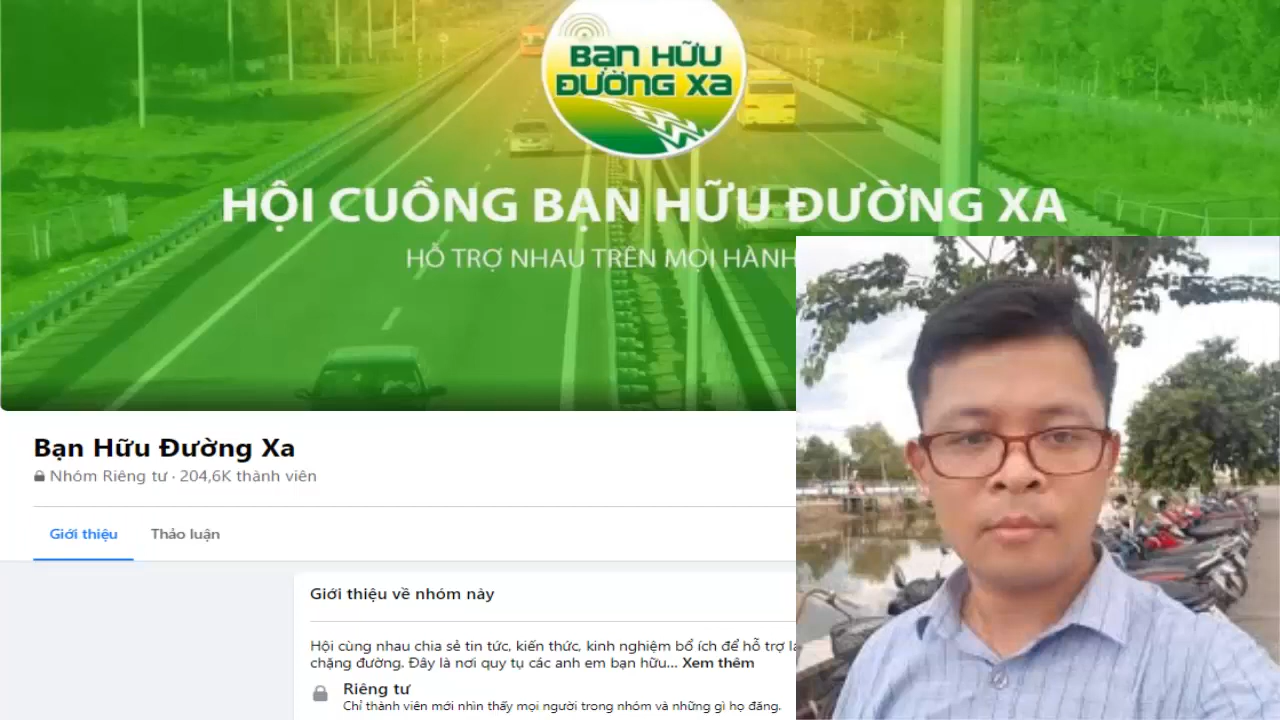 BẠN HỮU
ĐƯỜNG XA
HỘI CUỒNG BẠN HỮU ĐƯỜNG XA
HỖ TRỢ NHAU TRÊN MỌI HÀNH
Bạn Hữu Đường Xa
Nhóm Riêng tư · 204,6K thành viên
Giới thiệu Thảo luận
Giới thiệu về nhóm này
Hội cùng nhau chia sẻ tin tức, kiến thức, kinh nghiệm bổ ích để hỗ trợ
chặng đường. Đây là nơi quy tụ các anh em bạn hữu... Xem thêm
Riêng tư
Chỉ thành viên mới nhìn thấy mọi người trong nhóm và những gì họ đăng.